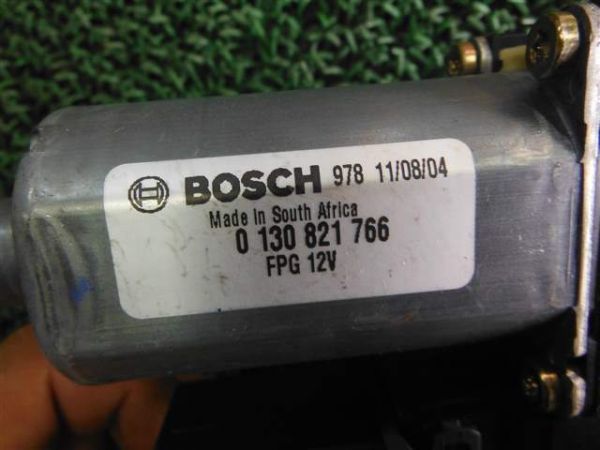 BOSCH 978 11/08/04
Made in South Africa
0 130 821 766
FPG 12V